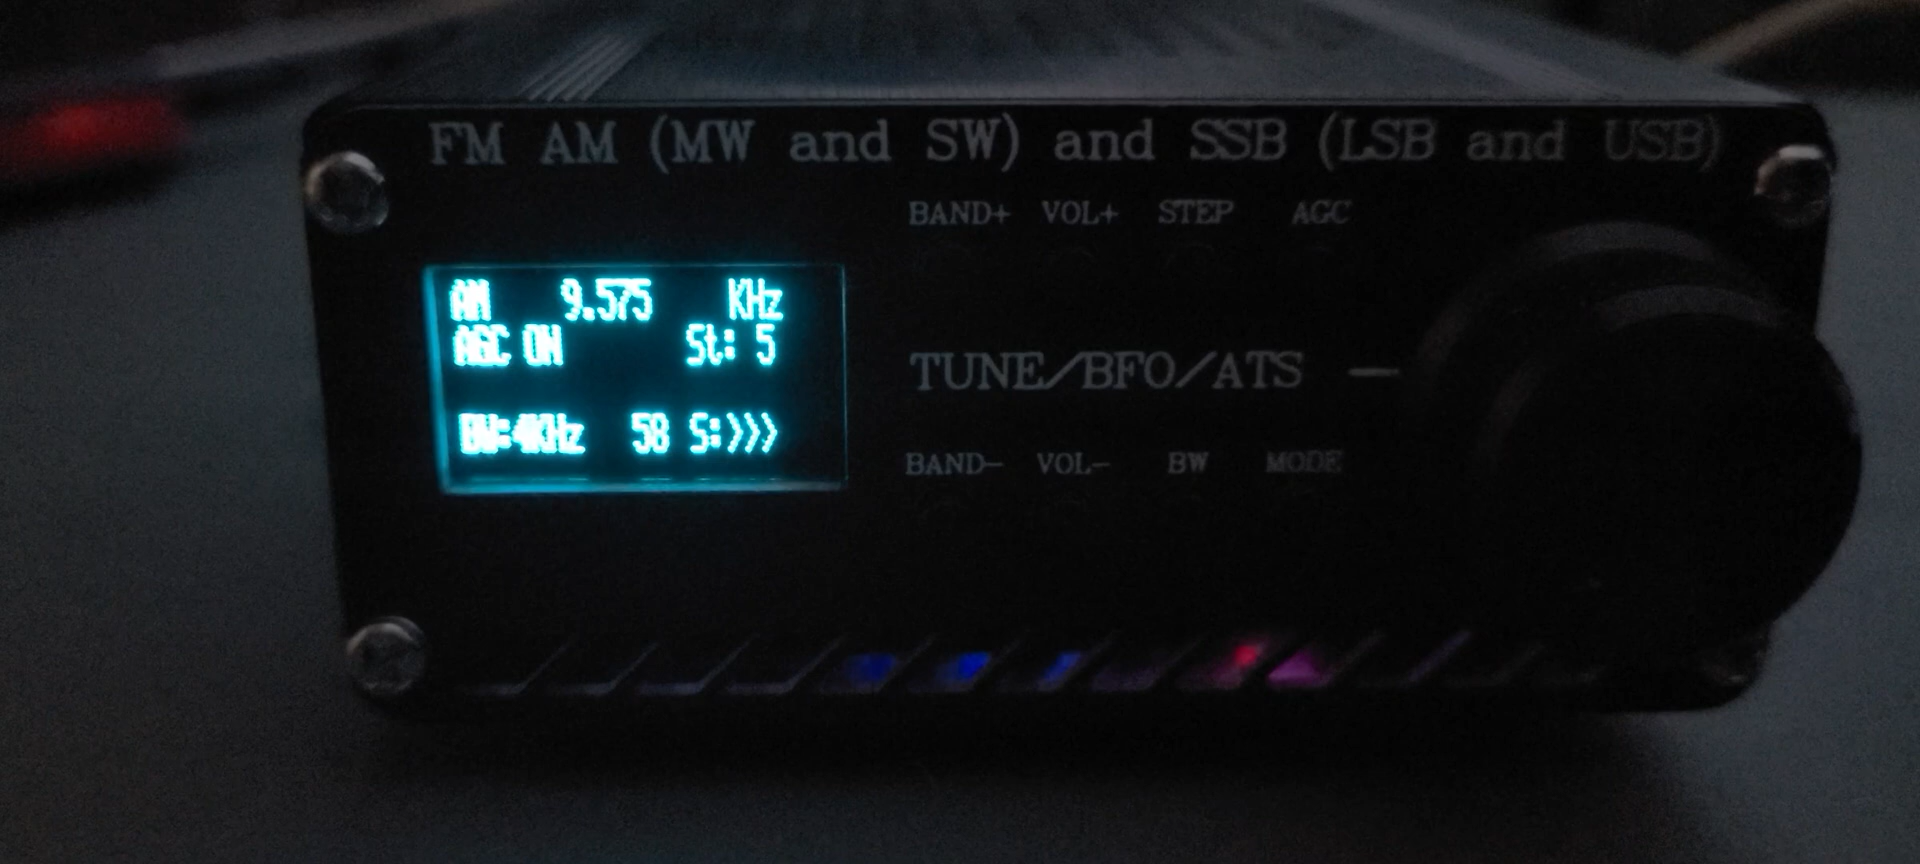 FM AM (MW and SW) and SSB (LSB and USB)
BAND+ VOL+ STEP AGC
AM 9.575 KHz
AGC ON St: 5
TUNE/BFO/ATS —
BW:4KHz 58 S:>>>
BAND- VOL- BW MODE